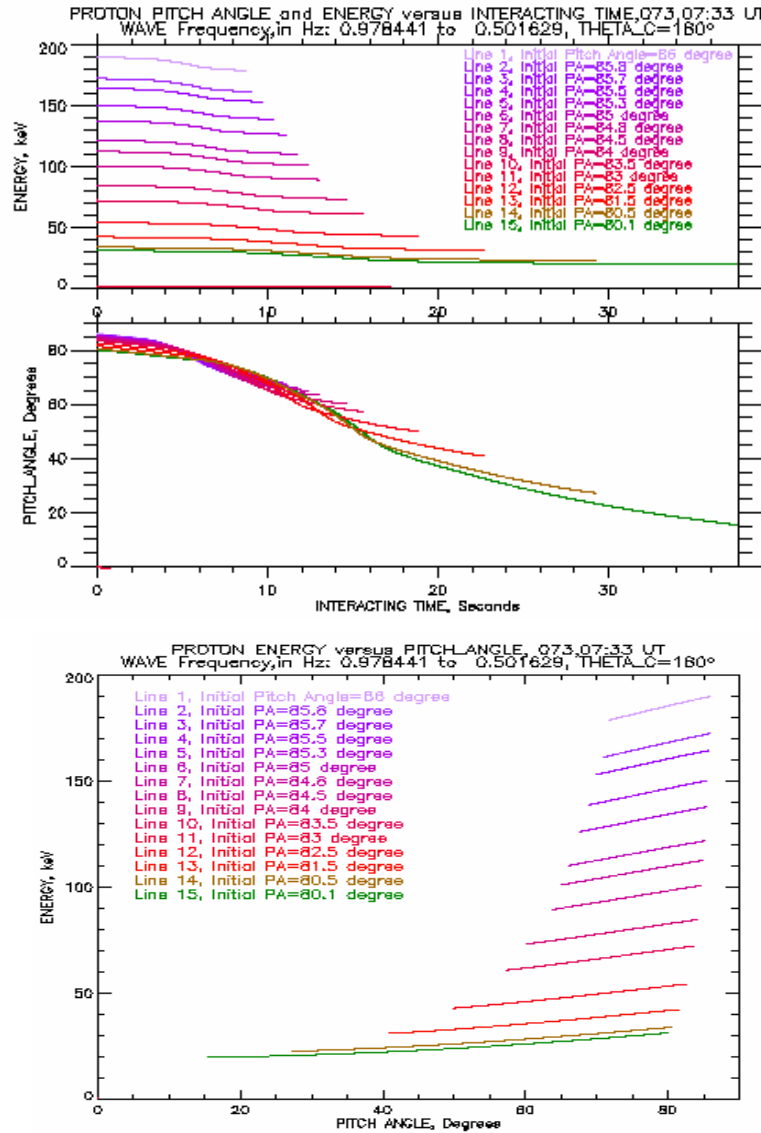 PROTON PITCH ANGLE and ENERGY versus INTERACTING TIME,073,07:33 UT
WAVE Frequency,in Hz: 0.978441 to 0.501629, THETA_C=160°
200
150
100
50
0
ENERGY, keV
Line 1, Initial Pitch Angle=86 degree
Line 2, Initial PA=85.8 degree
Line 3, Initial PA=85.7 degree
Line 4, Initial PA=85.5 degree
Line 5, Initial PA=85.3 degree
Line 6, Initial PA=85 degree
Line 7, Initial PA=84.8 degree
Line 8, Initial PA=84.5 degree
Line 9, Initial PA=84 degree
Line 10, Initial PA=83.5 degree
Line 11, Initial PA=83 degree
Line 12, Initial PA=82.5 degree
Line 13, Initial PA=81.5 degree
Line 14, Initial PA=80.5 degree
Line 15, Initial PA=80.1 degree
0 10 20 30
80
60
40
20
0
PITCH_ANGLE, Degrees
0 10 20 30
INTERACTING TIME, Seconds
PROTON ENERGY versus PITCH_ANGLE, 073,07:33 UT
WAVE Frequency,in Hz: 0.978441 to 0.501629, THETA_C=160°
200
150
100
50
0
ENERGY, keV
Line 1, Initial Pitch Angle=86 degree
Line 2, Initial PA=85.8 degree
Line 3, Initial PA=85.7 degree
Line 4, Initial PA=85.5 degree
Line 5, Initial PA=85.3 degree
Line 6, Initial PA=85 degree
Line 7, Initial PA=84.8 degree
Line 8, Initial PA=84.5 degree
Line 9, Initial PA=84 degree
Line 10, Initial PA=83.5 degree
Line 11, Initial PA=83 degree
Line 12, Initial PA=82.5 degree
Line 13, Initial PA=81.5 degree
Line 14, Initial PA=80.5 degree
Line 15, Initial PA=80.1 degree
20 40 60 80
PITCH ANGLE, Degrees